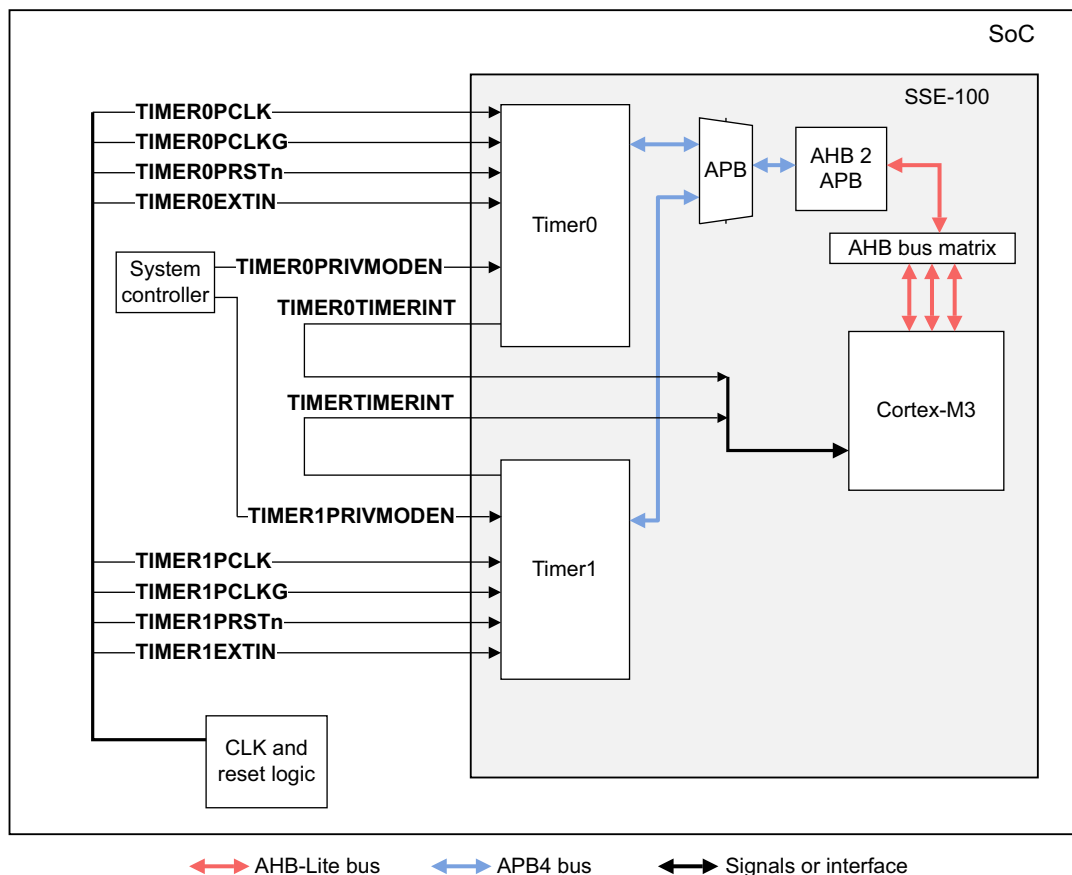 SoC
SSE-100
TIMER0PCLK
TIMER0PCLKG
TIMER0PRSTn
TIMER0EXTIN
Timer0
APB
AHB 2
APB
AHB bus matrix
System
controller
TIMER0PRIVMODEN
TIMER0TIMERINT
TIMERTIMERINT
Cortex-M3
TIMER1PRIVMODEN
TIMER1PCLK
TIMER1PCLKG
TIMER1PRSTn
TIMER1EXTIN
Timer1
CLK and
reset logic
AHB-Lite bus
APB4 bus
Signals or interface